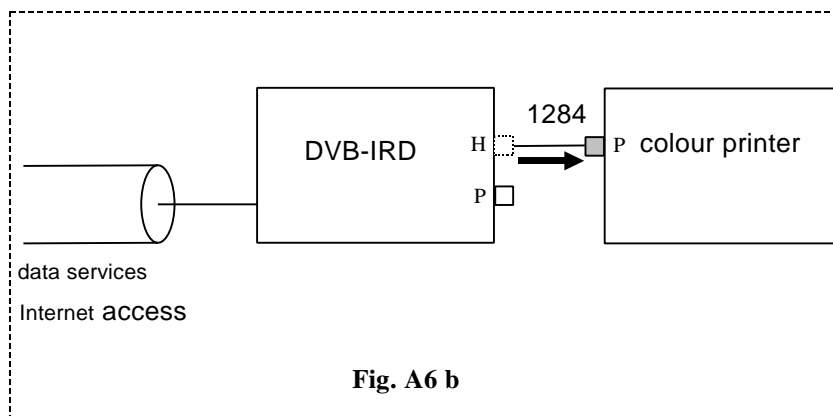 1284
DVB-IRD
H
P
colour printer
P
data services
Internet access
Fig. A6 b